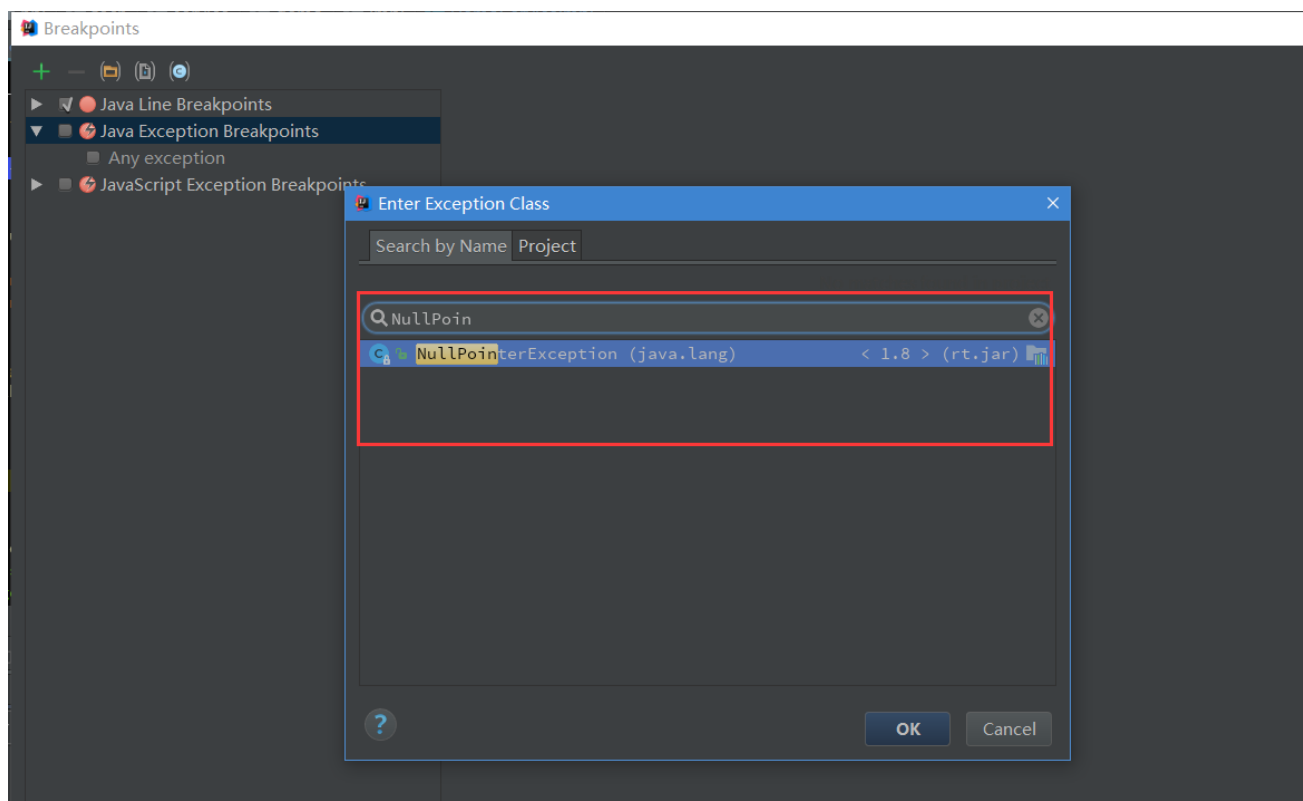 Breakpoints
Java Line Breakpoints
Java Exception Breakpoints
Any exception
JavaScript Exception Breakpoints
Enter Exception Class
Search by Name Project
NullPoin
NullPointerException (java.lang) < 1.8 > (rt.jar)
? OK Cancel